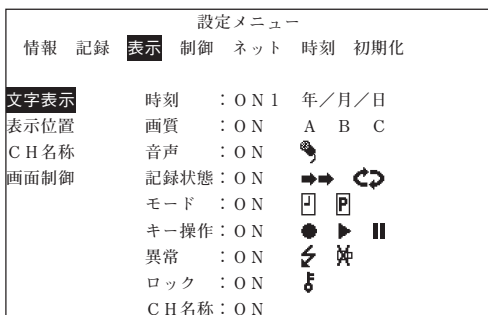 設定メニュー
情報 記録 表示 制御 ネット 時刻 初期化
文字表示 時刻 :ON1 年/月/日
表示位置 画質 :ON A B C
CH名称 音声 :ON
画面制御 記録状態:ON
モード :ON P
キー操作:ON
異常 :ON
ロック :ON
CH名称:ON